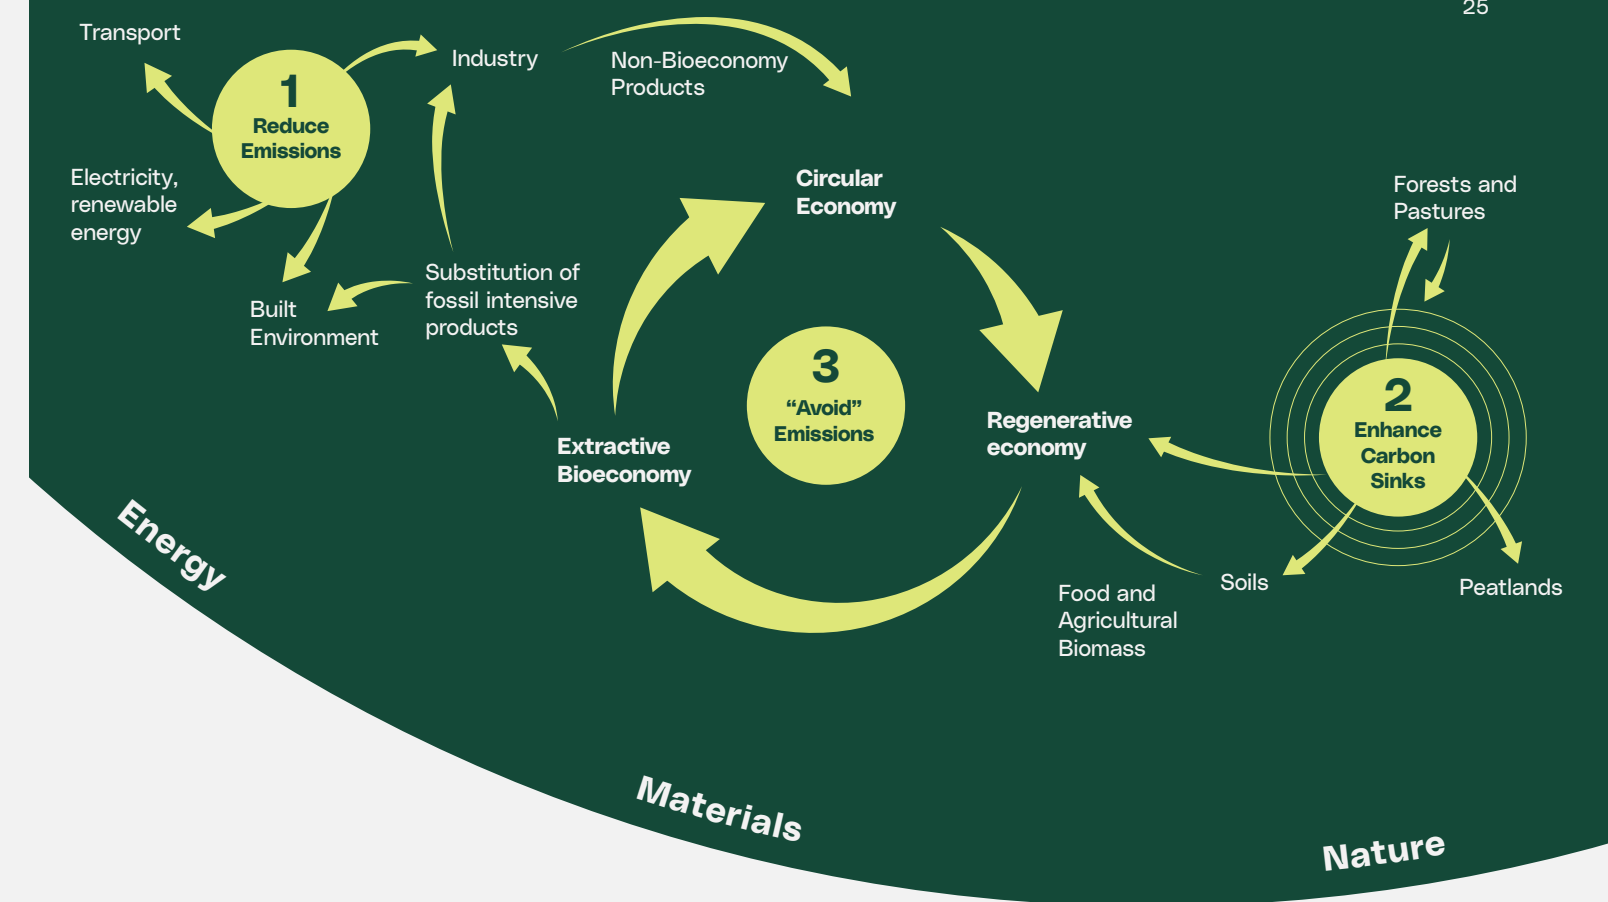 25
Transport
1
Reduce
Emissions
Industry
Non-Bioeconomy
Products
Electricity,
renewable
energy
Built
Environment
Substitution of
fossil intensive
products
Circular
Economy
3
“Avoid”
Emissions
Extractive
Bioeconomy
Regenerative
economy
Forests and
Pastures
2
Enhance
Carbon
Sinks
Soils
Peatlands
Food and
Agricultural
Biomass
Energy
Materials
Nature